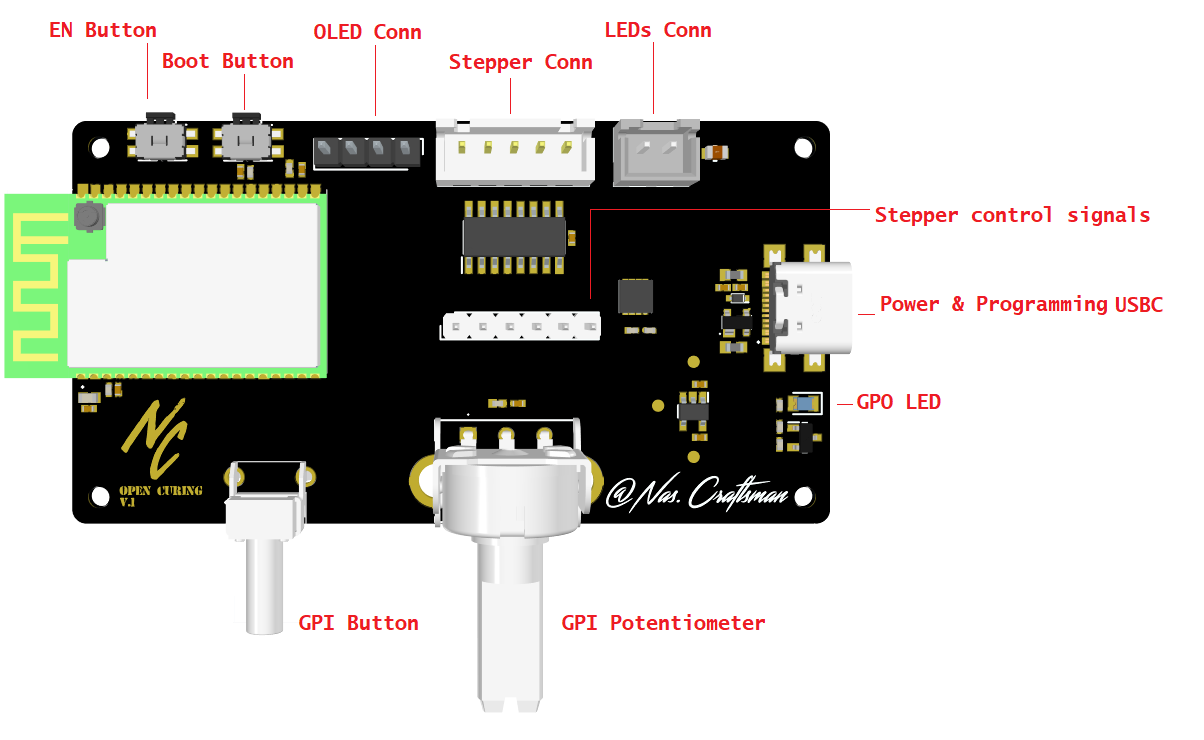 EN Button
OLED Conn
LEDs Conn
Boot Button
Stepper Conn
Stepper control signals
Power & Programming USBC
GPO LED
NC
OPEN CURING
V.1
@Nas. Craftsman
GPI Button
GPI Potentiometer